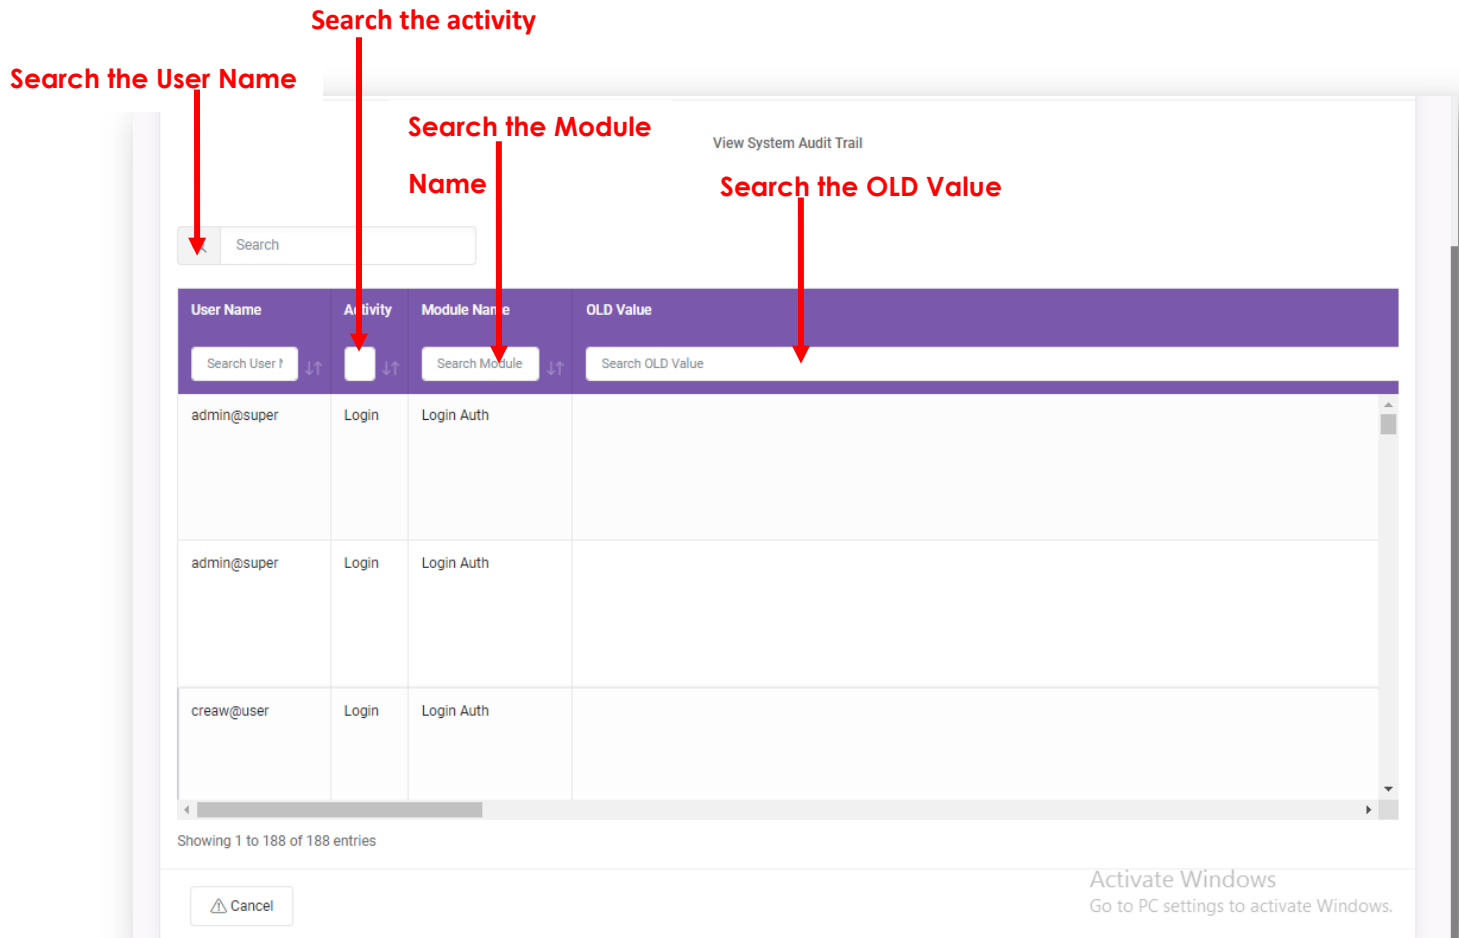 Search the activity
Search the User Name
Search the Module
Name
View System Audit Trail
Search the OLD Value
Search
User Name Activity Module Name OLD Value
Search User Search Module Search OLD Value
admin@super Login Login Auth
admin@super Login Login Auth
creaw@user Login Login Auth
Showing 1 to 188 of 188 entries
Activate Windows
Cancel
Go to PC settings to activate Windows.